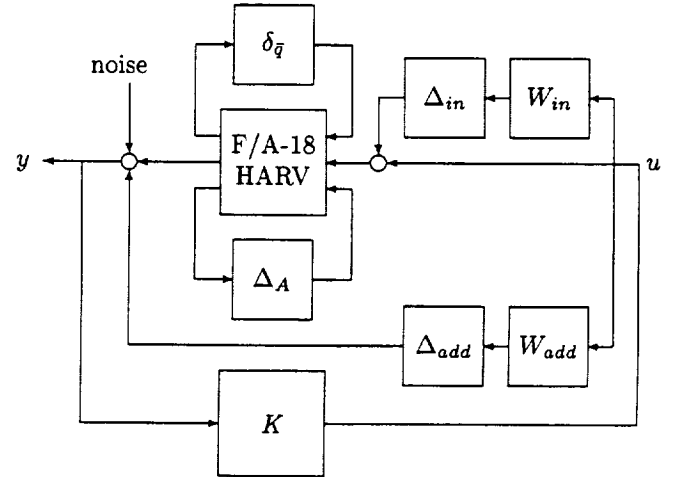 δ_q̄
noise
Δ_in
W_in
F/A-18
HARV
y
u
Δ_A
Δ_add
W_add
K